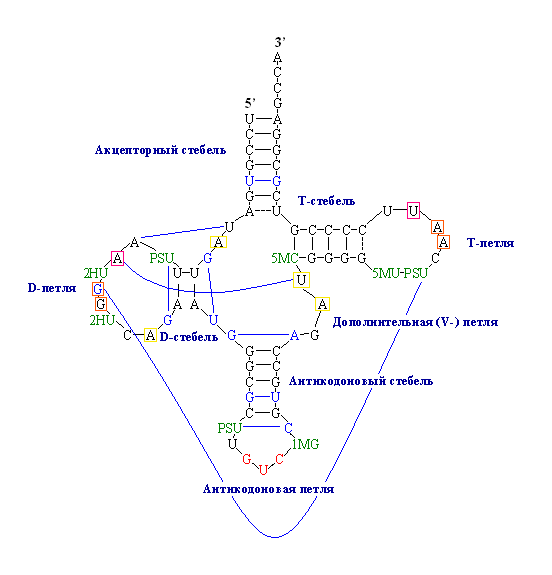 3’
A
C
C
5’ G
U A
C G
Акцепторный стебель C G
G C
U G
G C
Т-стебель
A U U U
U G C C C C
A A A G A A Т-петля
PSU U G 5MC G G G G C
2HU A 5MU-PSU
D-петля G U A U
G A A
2HU U C A G U G Дополнительная (V-) петля
D-стебель G A
G C
G C
C G Антикодоновый стебель
G U
C G
PSU C
U 1MG
G U C
Антикодоновая петля